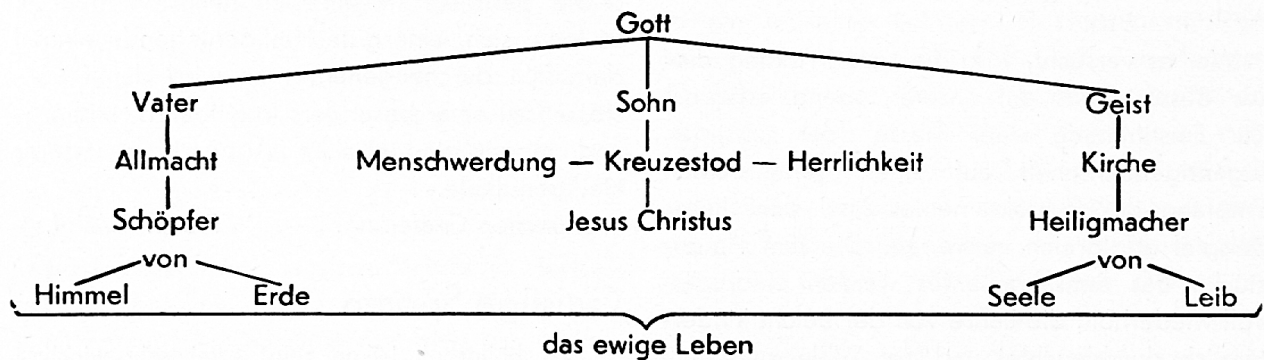 Gott
Vater Sohn Geist
Allmacht Menschwerdung — Kreuzestod — Herrlichkeit Kirche
Schöpfer Jesus Christus Heiligmacher
von von
Himmel Erde Seele Leib
das ewige Leben